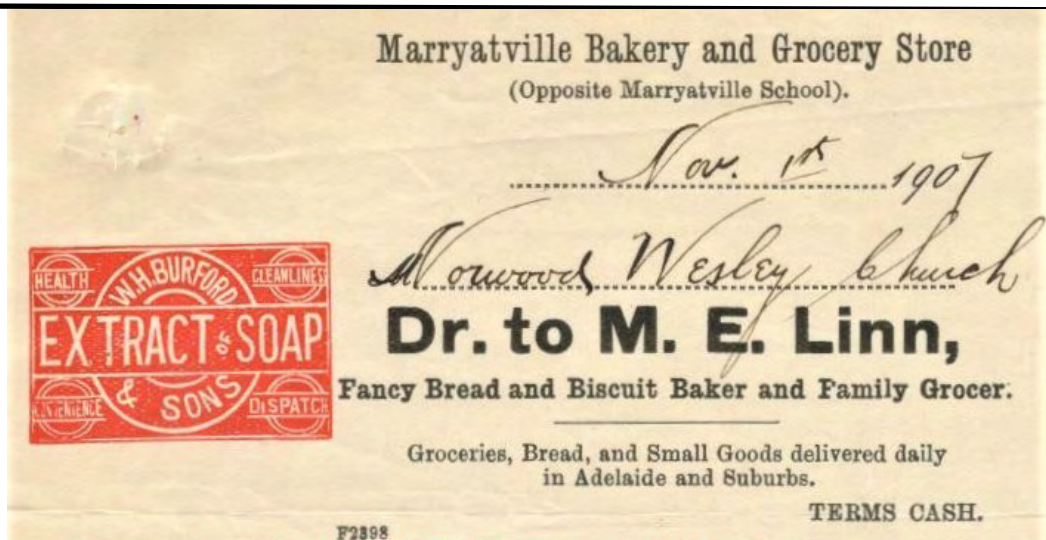 Marryatville Bakery and Grocery Store
(Opposite Marryatville School).
Nov. 1st 1907
Norwood Wesley Church
Dr. to M. E. Linn,
Fancy Bread and Biscuit Baker and Family Grocer.
Groceries, Bread, and Small Goods delivered daily
in Adelaide and Suburbs.
TERMS CASH.
F2398
HEALTH
CLEANLINESS
W.H.BURFORD
EXTRACT OF SOAP
& SONS
CONVENIENCE
DISPATCH